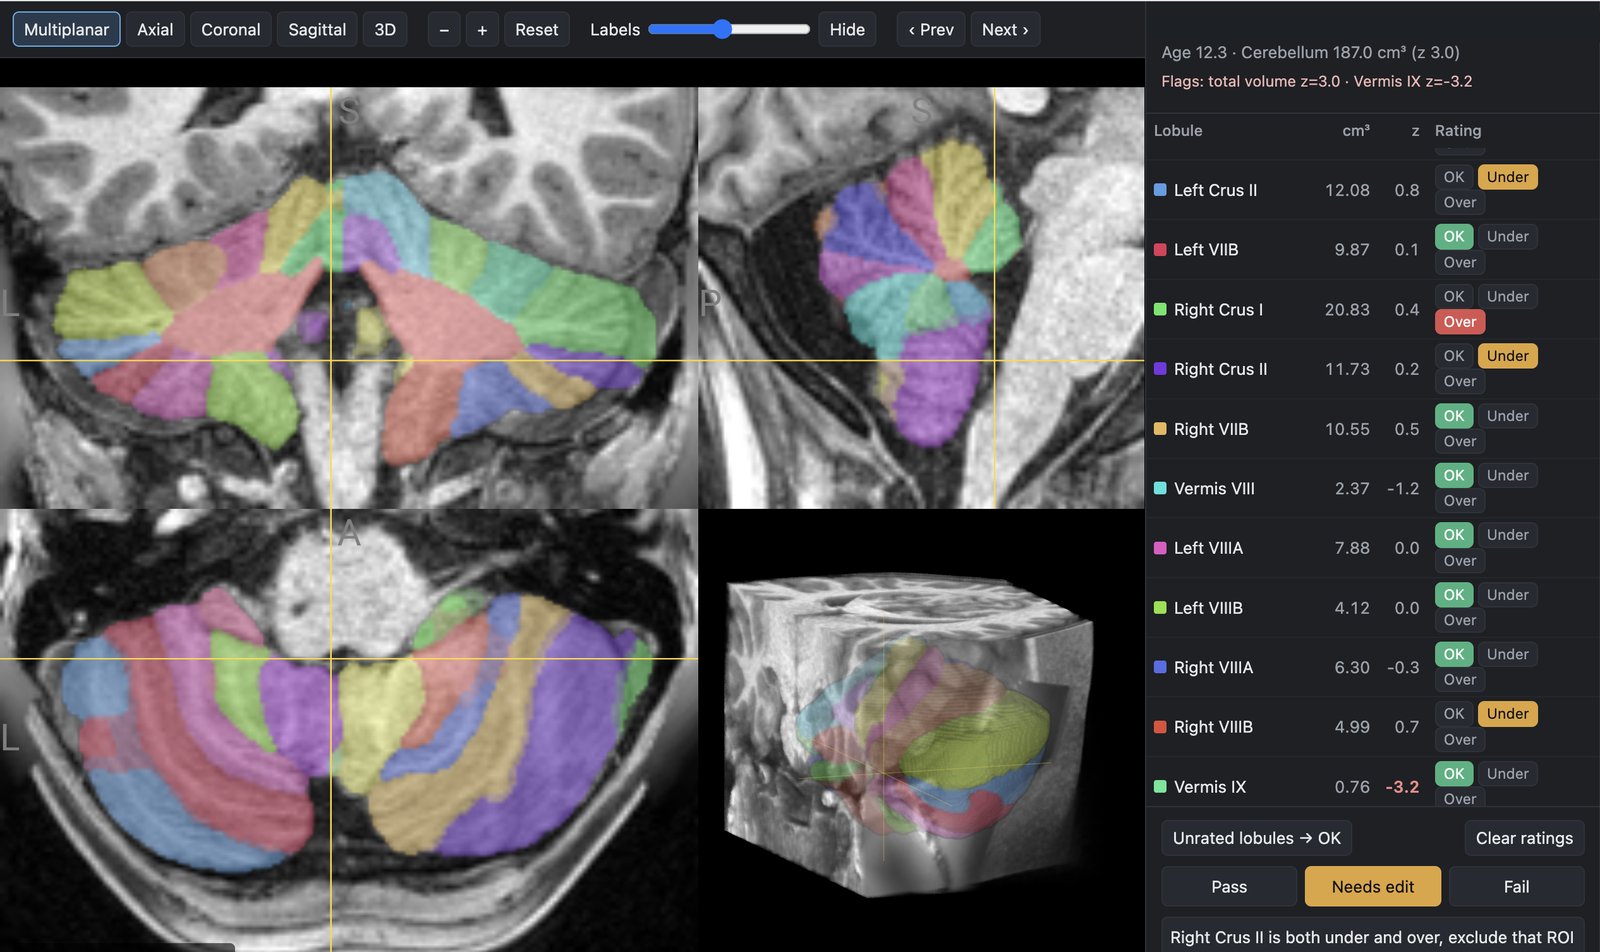 Multiplanar Axial Coronal Sagittal 3D − + Reset Labels Hide ‹ Prev Next ›
Age 12.3 · Cerebellum 187.0 cm³ (z 3.0)
Flags: total volume z=3.0 · Vermis IX z=-3.2
Lobule cm³ z Rating
Left Crus II 12.08 0.8 OK Under
Over
Left VIIB 9.87 0.1 OK Under
Over
Right Crus I 20.83 0.4 OK Under
Over
Right Crus II 11.73 0.2 OK Under
Over
Right VIIB 10.55 0.5 OK Under
Over
Vermis VIII 2.37 -1.2 OK Under
Over
Left VIIIA 7.88 0.0 OK Under
Over
Left VIIIB 4.12 0.0 OK Under
Over
Right VIIIA 6.30 -0.3 OK Under
Over
Right VIIIB 4.99 0.7 OK Under
Over
Vermis IX 0.76 -3.2 OK Under
Over
Unrated lobules → OK Clear ratings
Pass Needs edit Fail
Right Crus II is both under and over, exclude that ROI
S
L
S
P
A
L